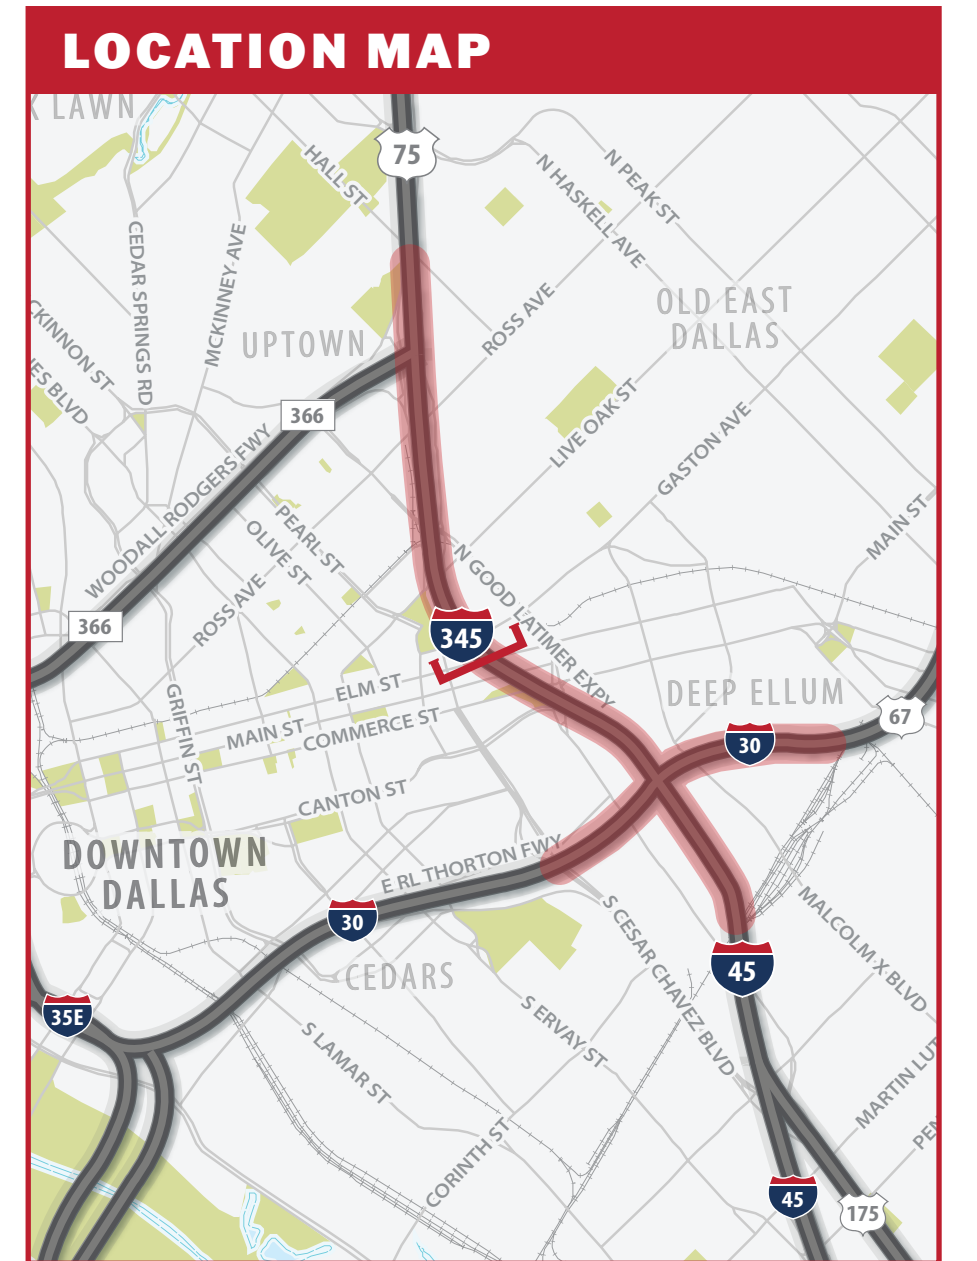 LOCATION MAP
K LAWN
75
HALL ST
N PEAK ST
N HASKELL AVE
CEDAR SPRINGS RD
MCKINNEY AVE
OLD EAST
DALLAS
ROSS AVE
UPTOWN
CKINNON ST
ES BLVD
366
LIVE OAK ST
GASTON AVE
WOODALL RODGERS FWY
MAIN ST
PEARL ST
OLIVE ST
ROSS AVE
N GOOD LATIMER EXPY
366
345
ELM ST
DEEP ELLUM
67
GRIFFIN ST
MAIN ST
COMMERCE ST
30
CANTON ST
DOWNTOWN
DALLAS
E RL THORTON FWY
30
S CESAR CHAVEZ BLVD
MALCOLM X BLVD
45
CEDARS
35E
S LAMAR ST
S SERVAY ST
MARTIN LUT
PEN
CORINTH ST
45
175